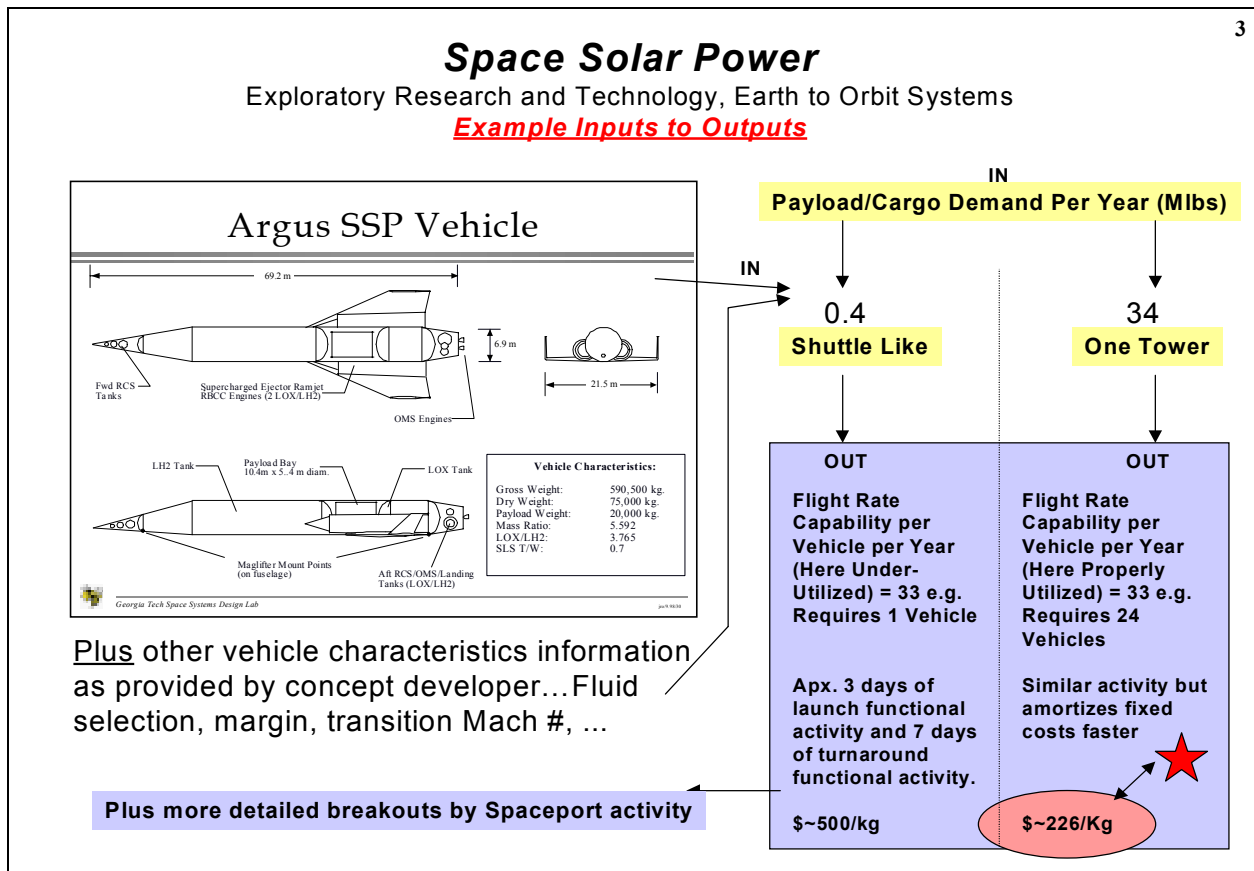 3
Space Solar Power
Exploratory Research and Technology, Earth to Orbit Systems
Example Inputs to Outputs
Argus SSP Vehicle
69.2 m
6.9 m
21.5 m
Fwd RCS
Tanks
Supercharged Ejector Ramjet
RBCC Engines (2 LOX/LH2)
OMS Engines
LH2 Tank
Payload Bay
10.4m x 5..4 m diam.
LOX Tank
Maglifter Mount Points
(on fuselage)
Aft RCS/OMS/Landing
Tanks (LOX/LH2)
Vehicle Characteristics:
Gross Weight: 590,500 kg.
Dry Weight: 75,000 kg.
Payload Weight: 20,000 kg.
Mass Ratio: 5.592
LOX/LH2: 3.765
SLS T/W: 0.7
Georgia Tech Space Systems Design Lab
Plus other vehicle characteristics information
as provided by concept developer…Fluid
selection, margin, transition Mach #, ...
IN
IN
Payload/Cargo Demand Per Year (Mlbs)
0.4
Shuttle Like
34
One Tower
OUT
Flight Rate
Capability per
Vehicle per Year
(Here Under-
Utilized) = 33 e.g.
Requires 1 Vehicle
Apx. 3 days of
launch functional
activity and 7 days
of turnaround
functional activity.
$~500/kg
OUT
Flight Rate
Capability per
Vehicle per Year
(Here Properly
Utilized) = 33 e.g.
Requires 24
Vehicles
Similar activity but
amortizes fixed
costs faster
$~226/Kg
Plus more detailed breakouts by Spaceport activity